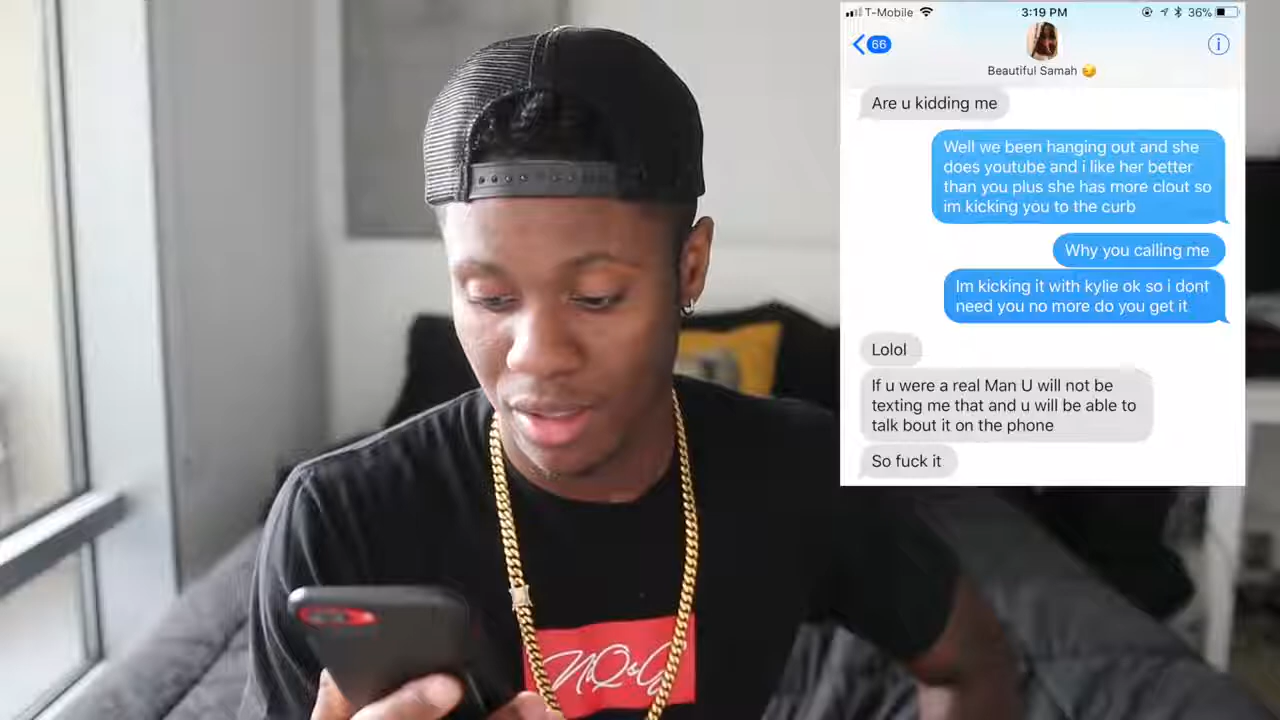 T-Mobile
3:19 PM
36%
66
Beautiful Samah 😏
Are u kidding me
Well we been hanging out and she
does youtube and i like her better
than you plus she has more clout so
im kicking you to the curb
Why you calling me
Im kicking it with kylie ok so i dont
need you no more do you get it
Lolol
If u were a real Man U will not be
texting me that and u will be able to
talk bout it on the phone
So fuck it